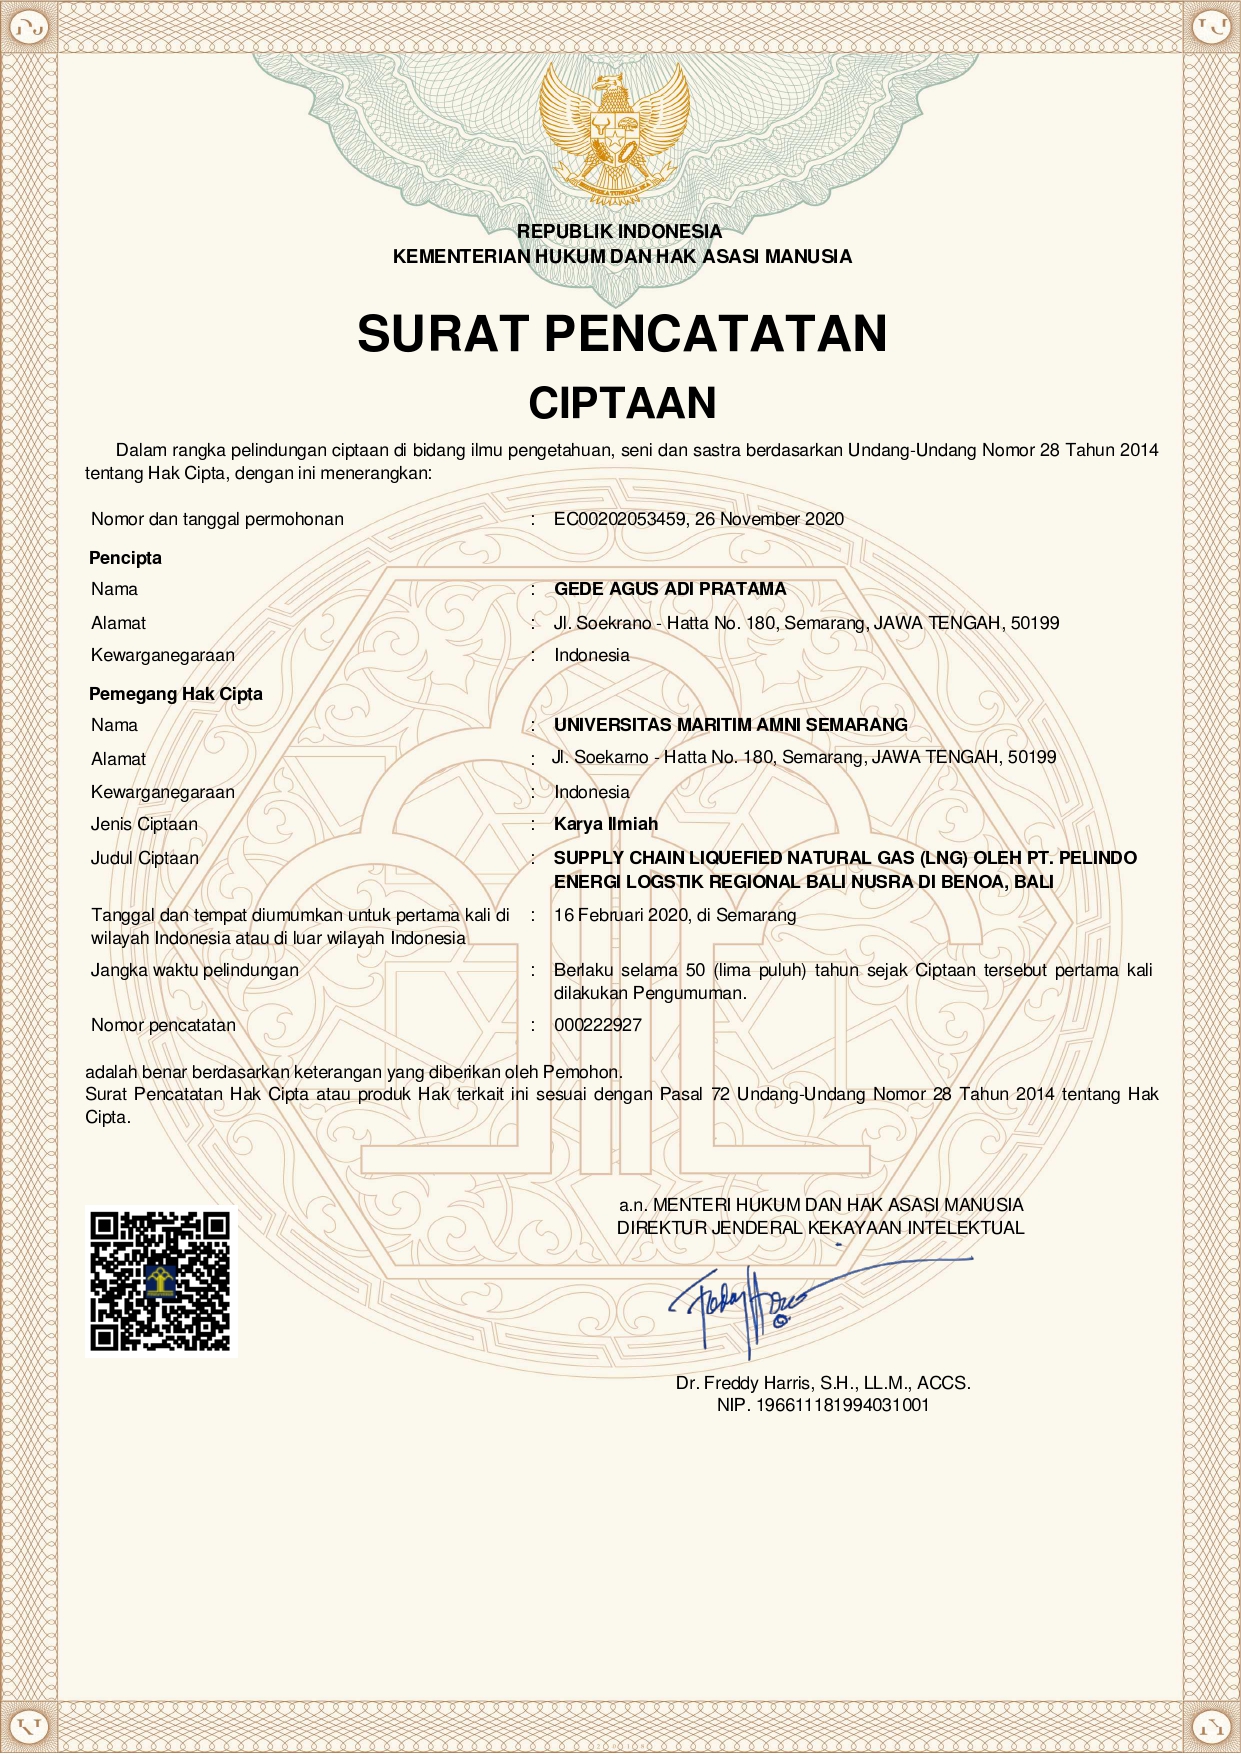 REPUBLIK INDONESIA
KEMENTERIAN HUKUM DAN HAK ASASI MANUSIA
SURAT PENCATATAN
CIPTAAN
Dalam rangka pelindungan ciptaan di bidang ilmu pengetahuan, seni dan sastra berdasarkan Undang-Undang Nomor 28 Tahun 2014
tentang Hak Cipta, dengan ini menerangkan:
Nomor dan tanggal permohonan : EC00202053459, 26 November 2020
Pencipta
Nama : GEDE AGUS ADI PRATAMA
Alamat : Jl. Soekrano - Hatta No. 180, Semarang, JAWA TENGAH, 50199
Kewarganegaraan : Indonesia
Pemegang Hak Cipta
Nama : UNIVERSITAS MARITIM AMNI SEMARANG
Alamat : Jl. Soekarno - Hatta No. 180, Semarang, JAWA TENGAH, 50199
Kewarganegaraan : Indonesia
Jenis Ciptaan : Karya Ilmiah
Judul Ciptaan : SUPPLY CHAIN LIQUEFIED NATURAL GAS (LNG) OLEH PT. PELINDO
ENERGI LOGSTIK REGIONAL BALI NUSRA DI BENOA, BALI
Tanggal dan tempat diumumkan untuk pertama kali di : 16 Februari 2020, di Semarang
wilayah Indonesia atau di luar wilayah Indonesia
Jangka waktu pelindungan : Berlaku selama 50 (lima puluh) tahun sejak Ciptaan tersebut pertama kali
dilakukan Pengumuman.
Nomor pencatatan : 000222927
adalah benar berdasarkan keterangan yang diberikan oleh Pemohon.
Surat Pencatatan Hak Cipta atau produk Hak terkait ini sesuai dengan Pasal 72 Undang-Undang Nomor 28 Tahun 2014 tentang Hak
Cipta.
a.n. MENTERI HUKUM DAN HAK ASASI MANUSIA
DIREKTUR JENDERAL KEKAYAAN INTELEKTUAL
Dr. Freddy Harris, S.H., LL.M., ACCS.
NIP. 196611181994031001